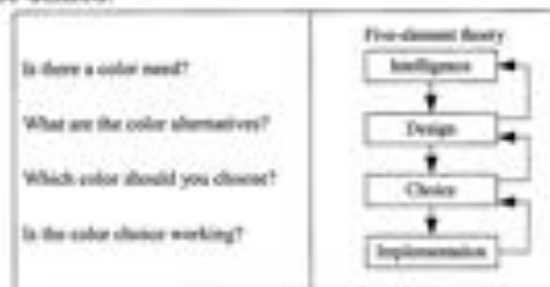 Is there a color need?
What are the color alternatives?
Which color should you choose?
Is the color choice working?
Five-element theory
Intelligence
Design
Choice
Implementation